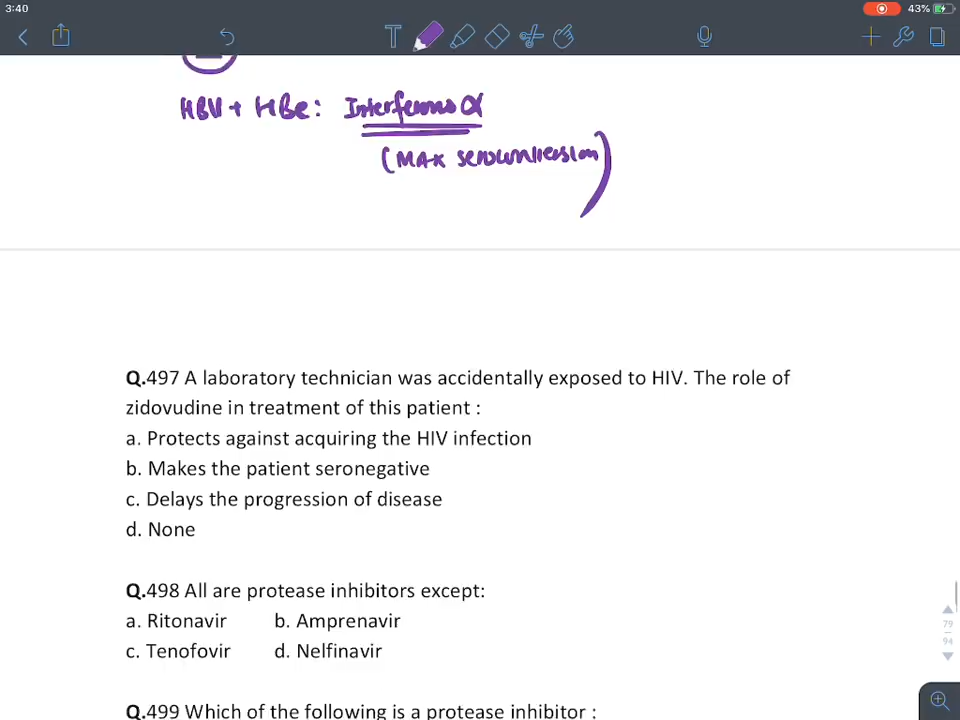 3:40
43%
T
HBV + HBe: Interferons α
(MAX seroconversion)
Q.497 A laboratory technician was accidentally exposed to HIV. The role of
zidovudine in treatment of this patient :
a. Protects against acquiring the HIV infection
b. Makes the patient seronegative
c. Delays the progression of disease
d. None
Q.498 All are protease inhibitors except:
a. Ritonavir b. Amprenavir
c. Tenofovir d. Nelfinavir
79
94
Q.499 Which of the following is a protease inhibitor :